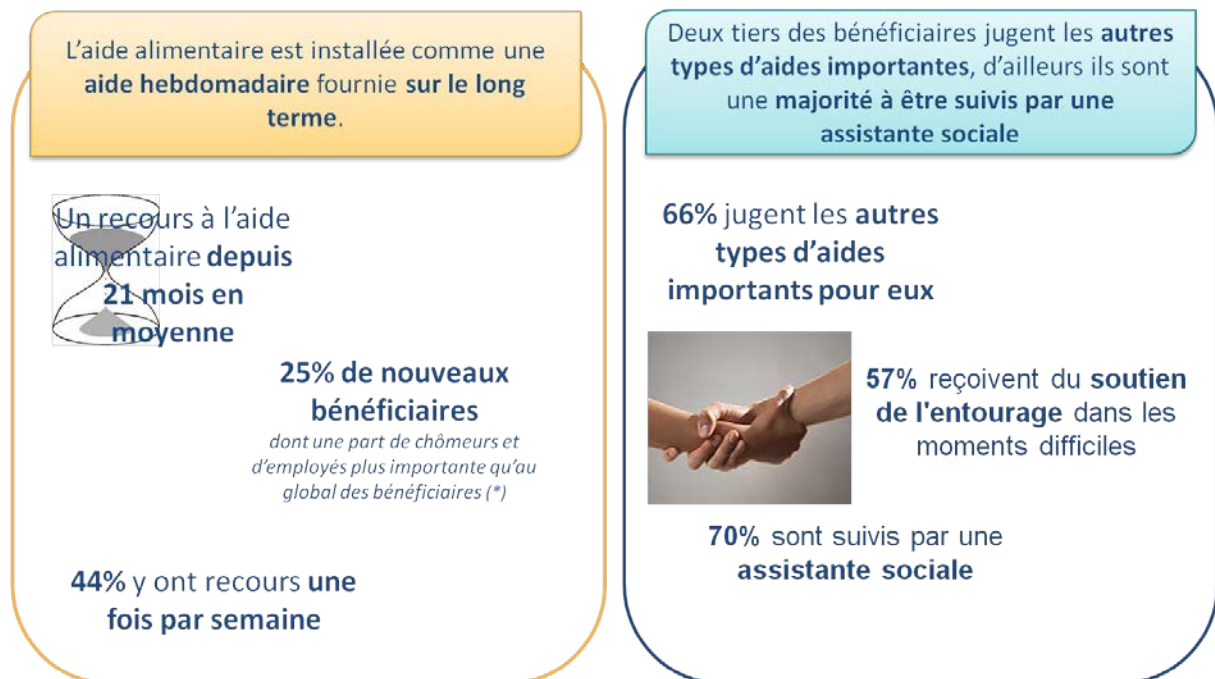 L'aide alimentaire est installée comme une
aide hebdomadaire fournie sur le long
terme.
Un recours à l'aide
alimentaire depuis
21 mois en
moyenne
25% de nouveaux
bénéficiaires
dont une part de chômeurs et
d'employés plus importante qu'au
global des bénéficiaires (*)
44% y ont recours une
fois par semaine
Deux tiers des bénéficiaires jugent les autres
types d'aides importantes, d'ailleurs ils sont
une majorité à être suivis par une
assistante sociale
66% jugent les autres
types d'aides
importants pour eux
57% reçoivent du soutien
de l'entourage dans les
moments difficiles
70% sont suivis par une
assistante sociale